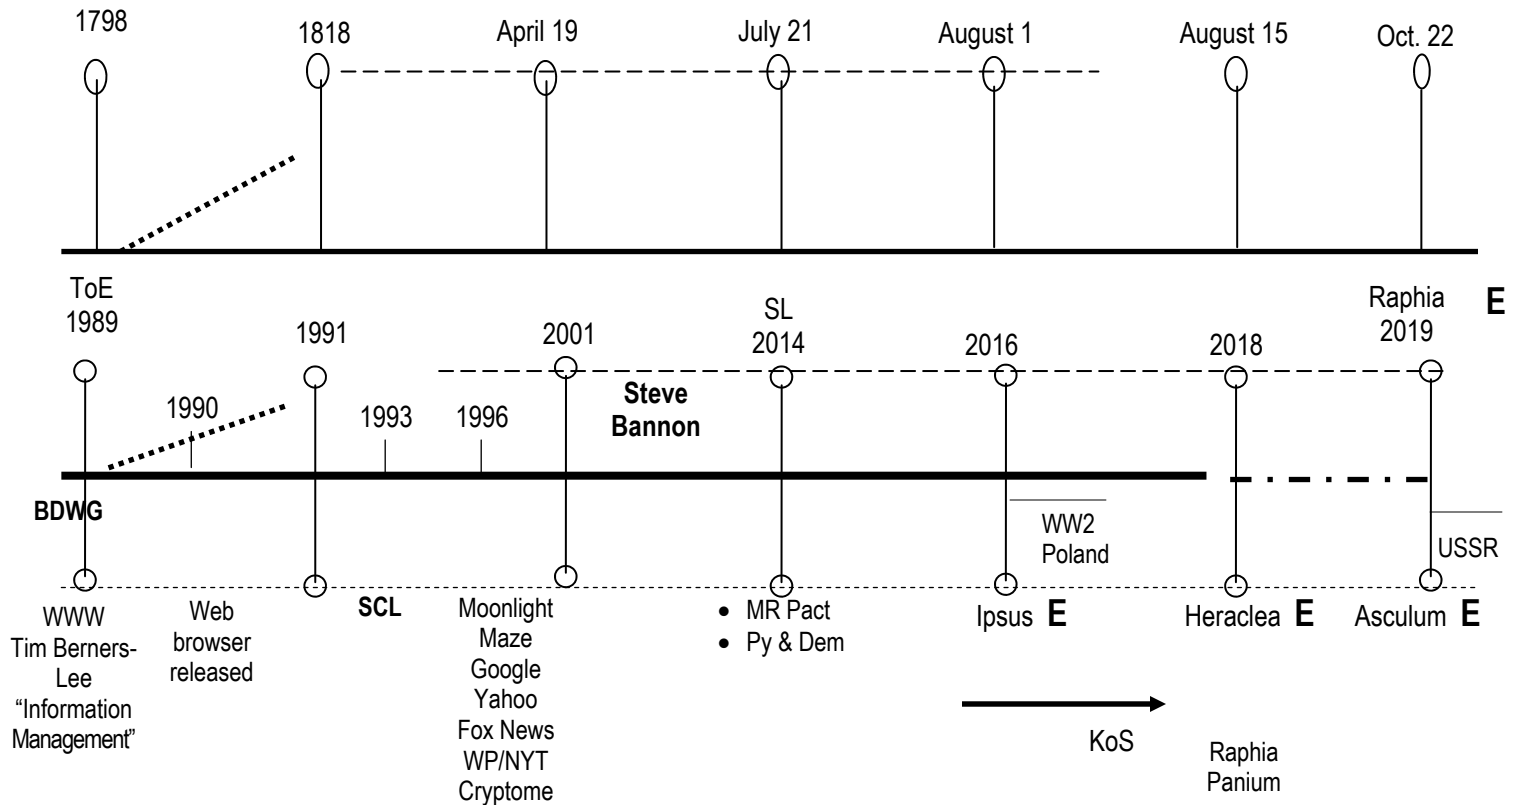 1798
1818
April 19
July 21
August 1
August 15
Oct. 22
ToE
1989
1991
2001
SL
2014
2016
2018
Raphia
2019
E
1990
1993
1996
Steve
Bannon
BDWG
WW2
Poland
USSR
WWW
Tim Berners-
Lee
“Information
Management”
Web
browser
released
SCL
Moonlight
Maze
Google
Yahoo
Fox News
WP/NYT
Cryptome
• MR Pact
• Py & Dem
Ipsus E
Heraclea E
Asculum E
KoS
Raphia
Panium